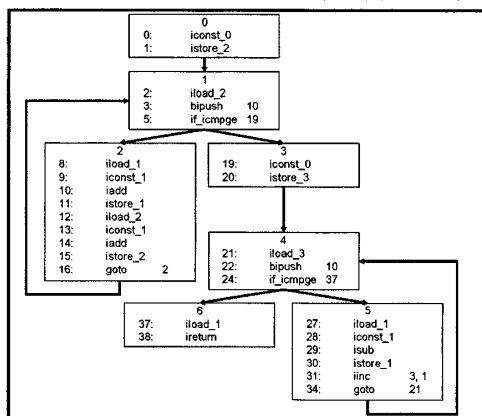 0
0: iconst_0
1: istore_2
1
2: iload_2
3: bipush 10
5: if_icmpge 19
2
8: iload_1
9: iconst_1
10: iadd
11: istore_1
12: iload_2
13: iconst_1
14: iadd
15: istore_2
16: goto 2
3
19: iconst_0
20: istore_3
4
21: iload_3
22: bipush 10
24: if_icmpge 37
6
37: iload_1
38: ireturn
5
27: iload_1
28: iconst_1
29: isub
30: istore_1
31: iinc 3, 1
34: goto 21